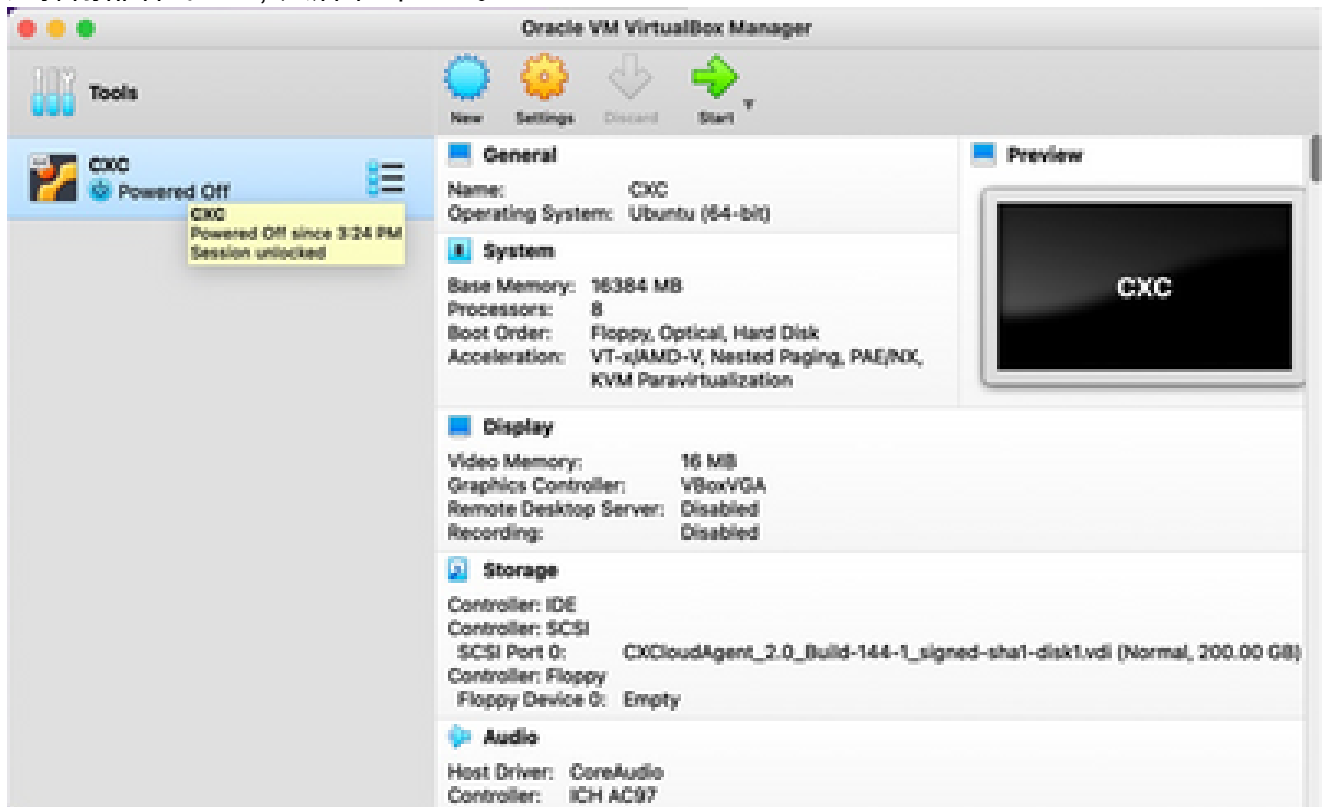 Oracle VM VirtualBox Manager
Tools
New Settings Discard Start
CXC
Powered Off
CXC
Powered Off since 3:24 PM
Session unlocked
General
Name: CXC
Operating System: Ubuntu (64-bit)
System
Base Memory: 16384 MB
Processors: 8
Boot Order: Floppy, Optical, Hard Disk
Acceleration: VT-x/AMD-V, Nested Paging, PAE/NX,
KVM Paravirtualization
Preview
CXC
Display
Video Memory: 16 MB
Graphics Controller: VBoxVGA
Remote Desktop Server: Disabled
Recording: Disabled
Storage
Controller: IDE
Controller: SCSI
SCSI Port 0: CXCloudAgent_2.0_Build-144-1_signed-sha1-disk1.vdi (Normal, 200.00 GB)
Controller: Floppy
Floppy Device 0: Empty
Audio
Host Driver: CoreAudio
Controller: ICH AC97